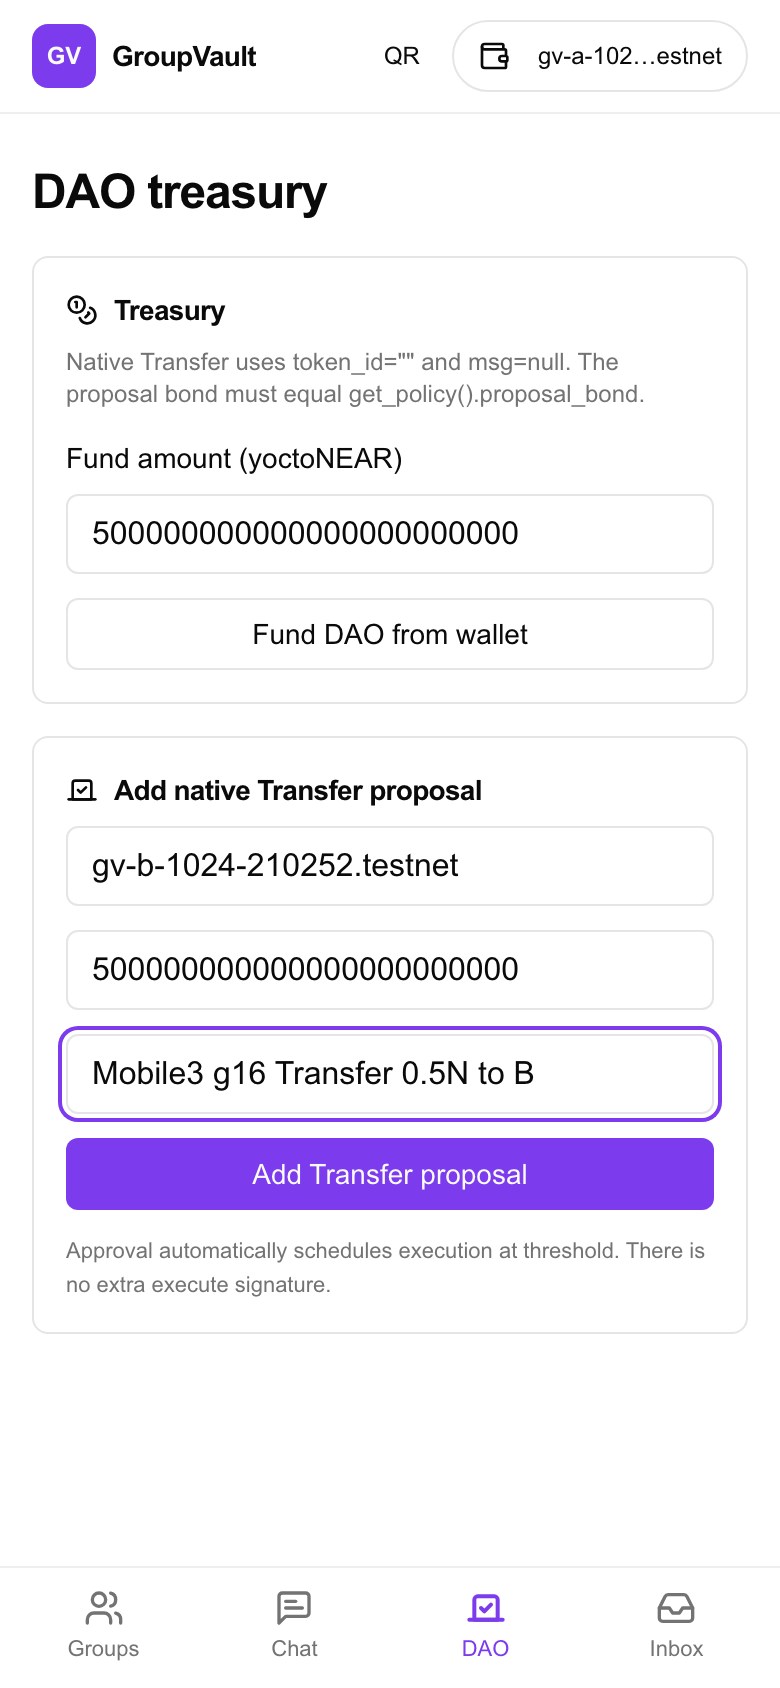 GV
GroupVault
QR
gv-a-102…estnet
DAO treasury
Treasury
Native Transfer uses token_id="" and msg=null. The
proposal bond must equal get_policy().proposal_bond.
Fund amount (yoctoNEAR)
500000000000000000000000
Fund DAO from wallet
Add native Transfer proposal
gv-b-1024-210252.testnet
500000000000000000000000
Mobile3 g16 Transfer 0.5N to B
Add Transfer proposal
Approval automatically schedules execution at threshold. There is
no extra execute signature.
Groups
Chat
DAO
Inbox